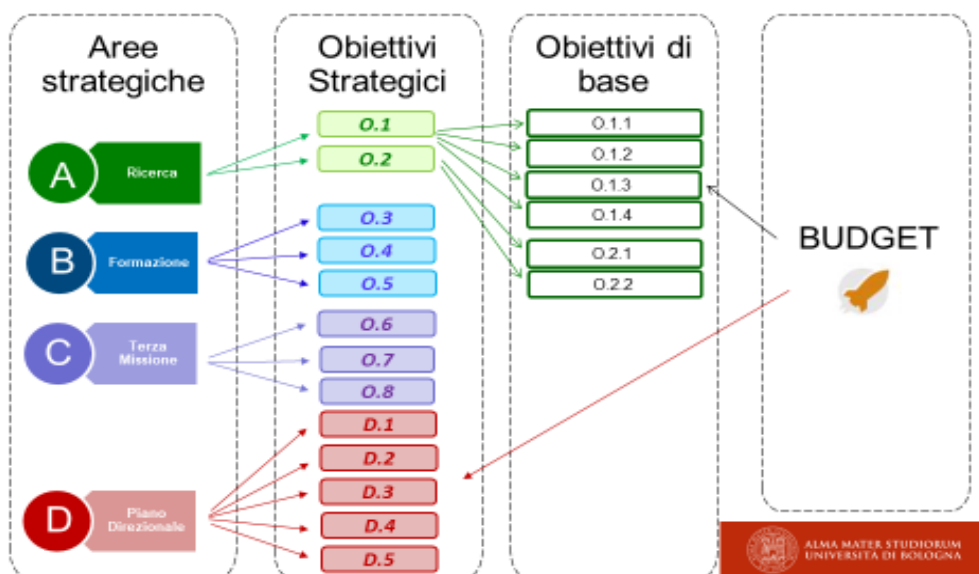 Aree
strategiche
A
Ricerca
B
Formazione
C
Terza
Missione
D
Piano
Direzionale
Obiettivi
Strategici
O.1
O.2
O.3
O.4
O.5
O.6
O.7
O.8
D.1
D.2
D.3
D.4
D.5
Obiettivi di
base
O.1.1
O.1.2
O.1.3
O.1.4
O.2.1
O.2.2
BUDGET
ALMA MATER STUDIORUM
UNIVERSITÀ DI BOLOGNA